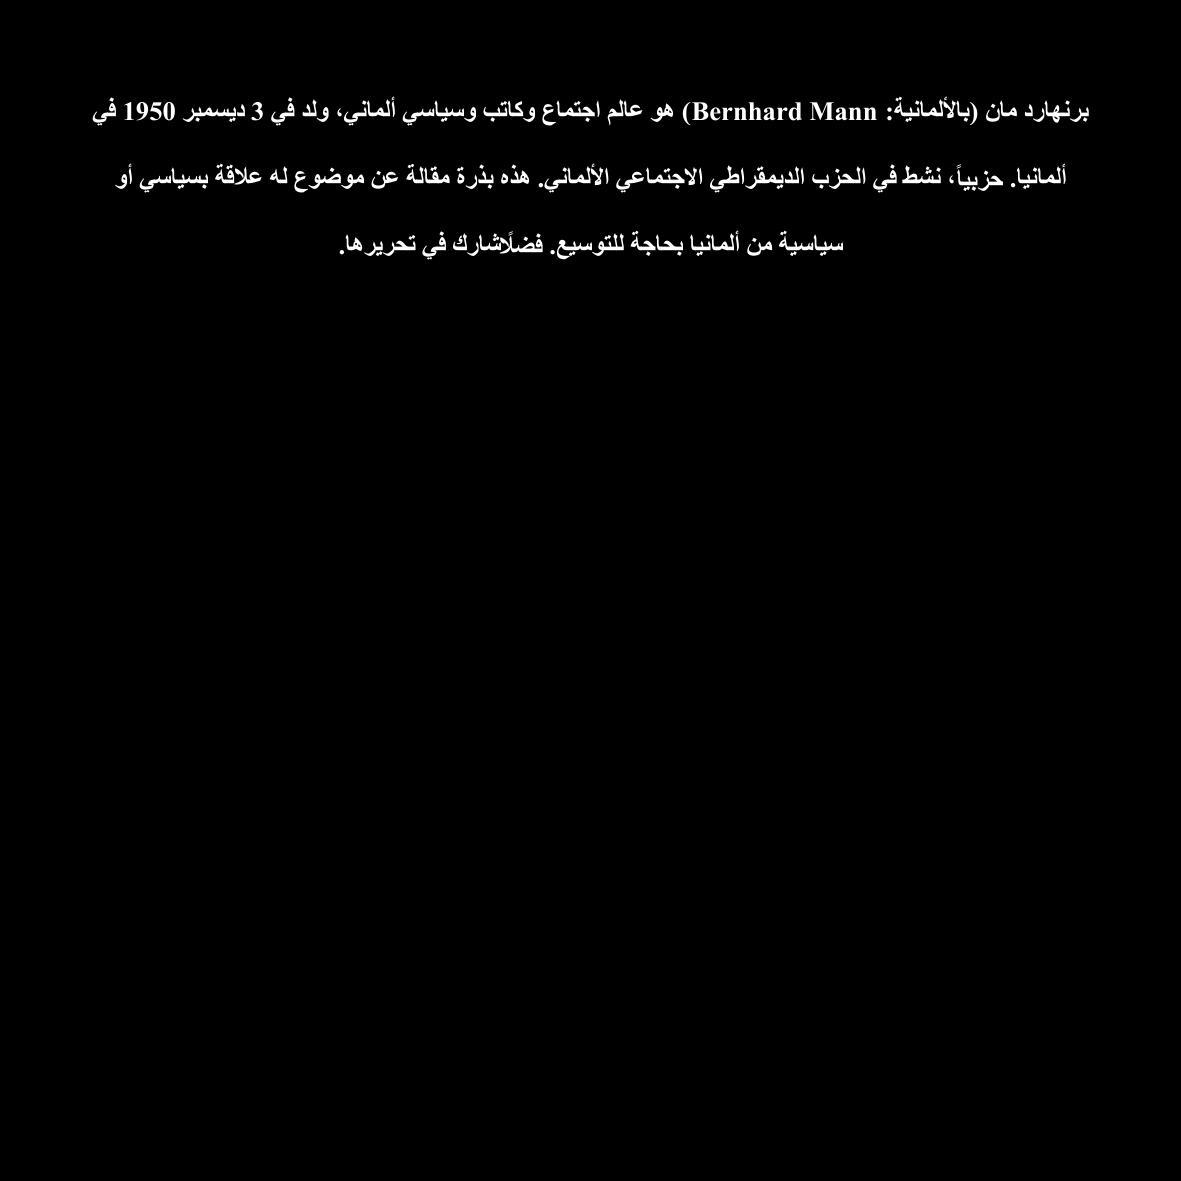 برنهارد مان (بالألمانية: Bernhard Mann) هو عالم اجتماع وكاتب وسياسي ألماني، ولد في 3 ديسمبر 1950 في
ألمانيا. حزبياً، نشط في الحزب الديمقراطي الاجتماعي الألماني. هذه بذرة مقالة عن موضوع له علاقة بسياسي أو
سياسية من ألمانيا بحاجة للتوسيع. فضلًاشارك في تحريرها.